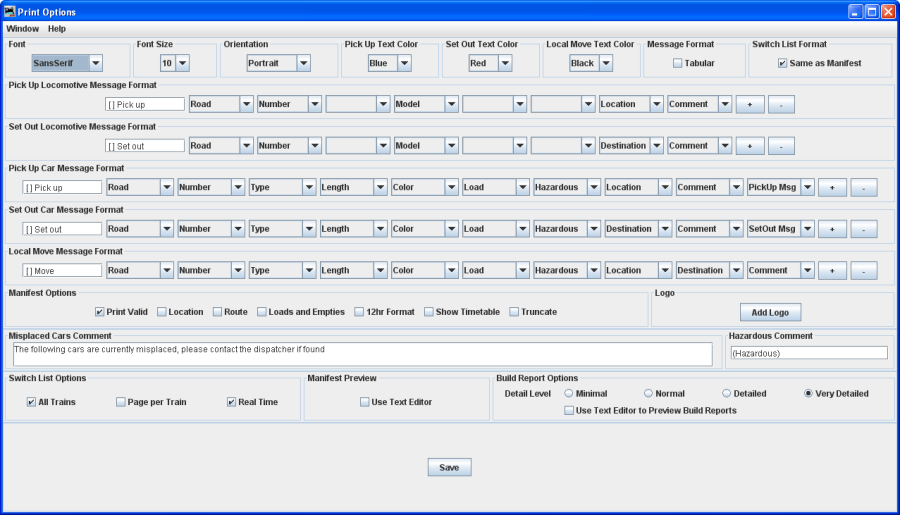 Print Options
Window Help
Font Font Size Orientation Pick Up Text Color Set Out Text Color Local Move Text Color Message Format Switch List Format
SansSerif 10 Portrait Blue Red Black Tabular Same as Manifest
Pick Up Locomotive Message Format
[ ] Pick up Road Number Model Location Comment + -
Set Out Locomotive Message Format
[ ] Set out Road Number Model Destination Comment + -
Pick Up Car Message Format
[ ] Pick up Road Number Type Length Color Load Hazardous Location Comment PickUp Msg + -
Set Out Car Message Format
[ ] Set out Road Number Type Length Color Load Hazardous Destination Comment SetOut Msg + -
Local Move Message Format
[ ] Move Road Number Type Length Color Load Hazardous Location Destination Comment + -
Manifest Options Logo
Print Valid Location Route Loads and Empties 12hr Format Show Timetable Truncate Add Logo
Misplaced Cars Comment Hazardous Comment
The following cars are currently misplaced, please contact the dispatcher if found (Hazardous)
Switch List Options Manifest Preview Build Report Options
All Trains Page per Train Real Time Use Text Editor Detail Level Minimal Normal Detailed Very Detailed
Use Text Editor to Preview Build Reports
Save